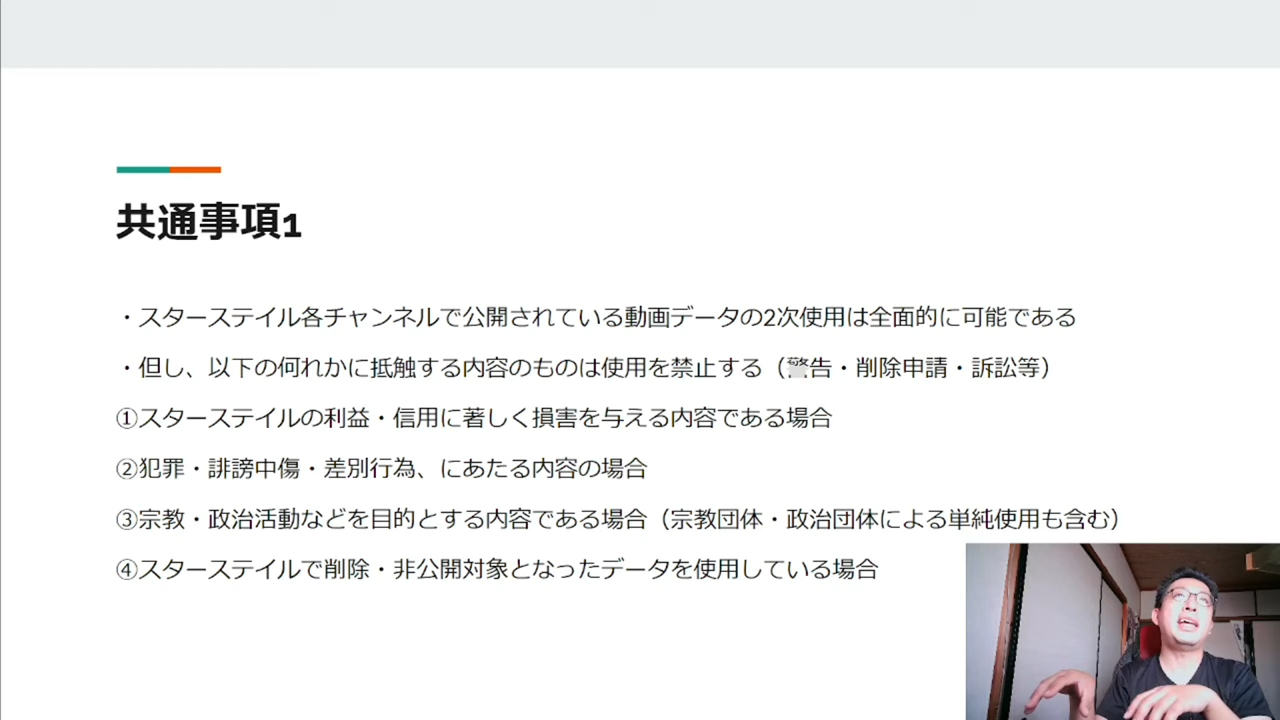 共通事項1
・スターステイル各チャンネルで公開されている動画データの2次使用は全面的に可能である
・但し、以下の何れかに抵触する内容のものは使用を禁止する（警告・削除申請・訴訟等）
①スターステイルの利益・信用に著しく損害を与える内容である場合
②犯罪・誹謗中傷・差別行為、にあたる内容の場合
③宗教・政治活動などを目的とする内容である場合（宗教団体・政治団体による単純使用も含む）
④スターステイルで削除・非公開対象となったデータを使用している場合